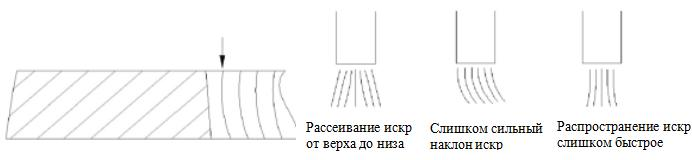 Рассеивание искр
от верха до низа
Слишком сильный
наклон искр
Распространение искр
слишком быстрое